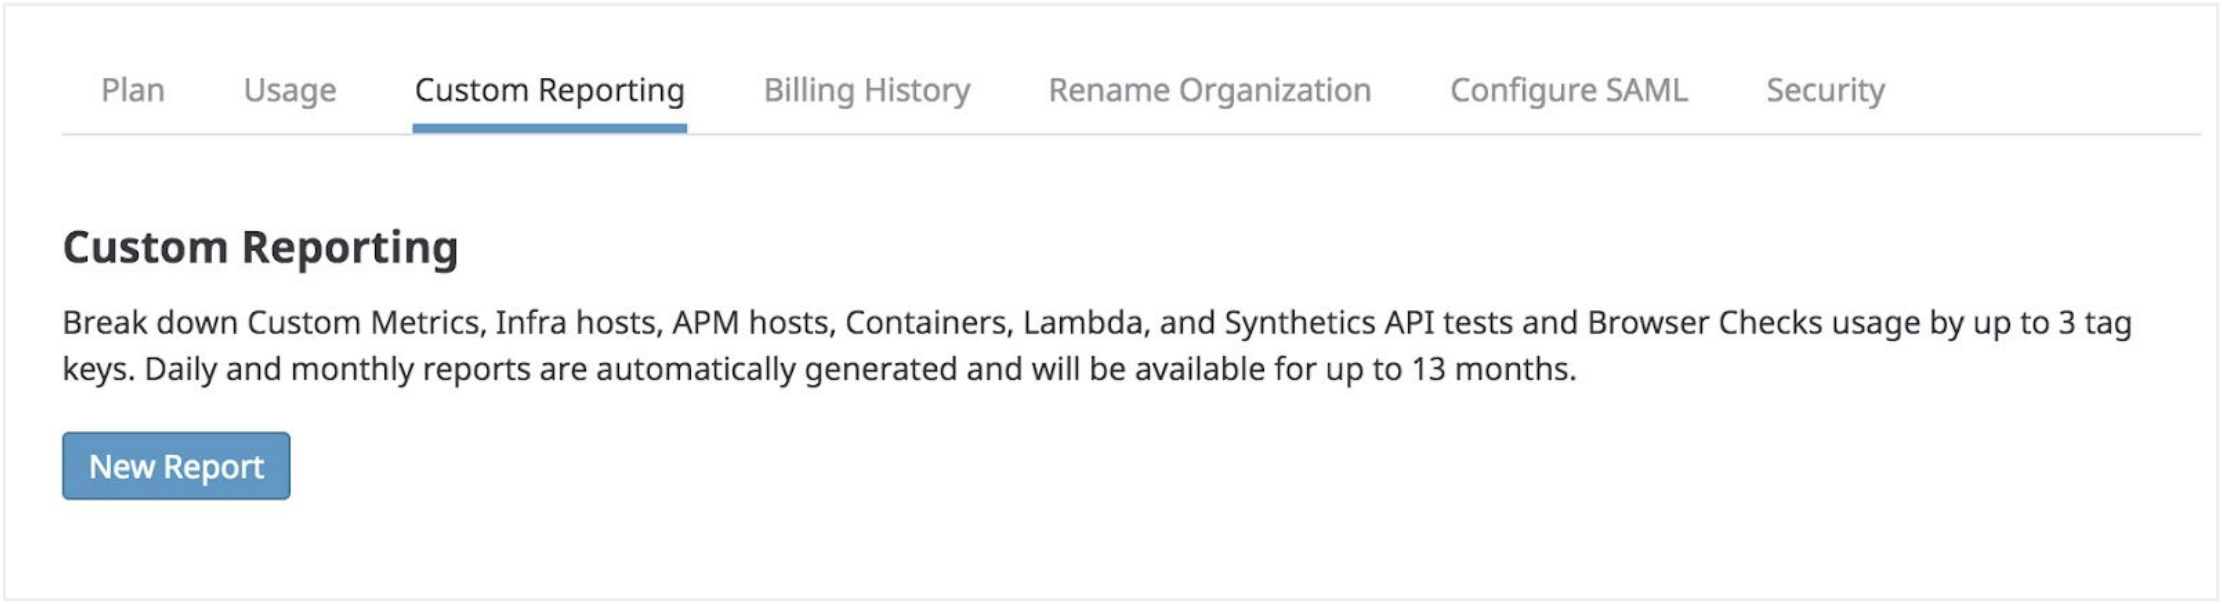 Plan Usage Custom Reporting Billing History Rename Organization Configure SAML Security
Custom Reporting
Break down Custom Metrics, Infra hosts, APM hosts, Containers, Lambda, and Synthetics API tests and Browser Checks usage by up to 3 tag
keys. Daily and monthly reports are automatically generated and will be available for up to 13 months.
New Report